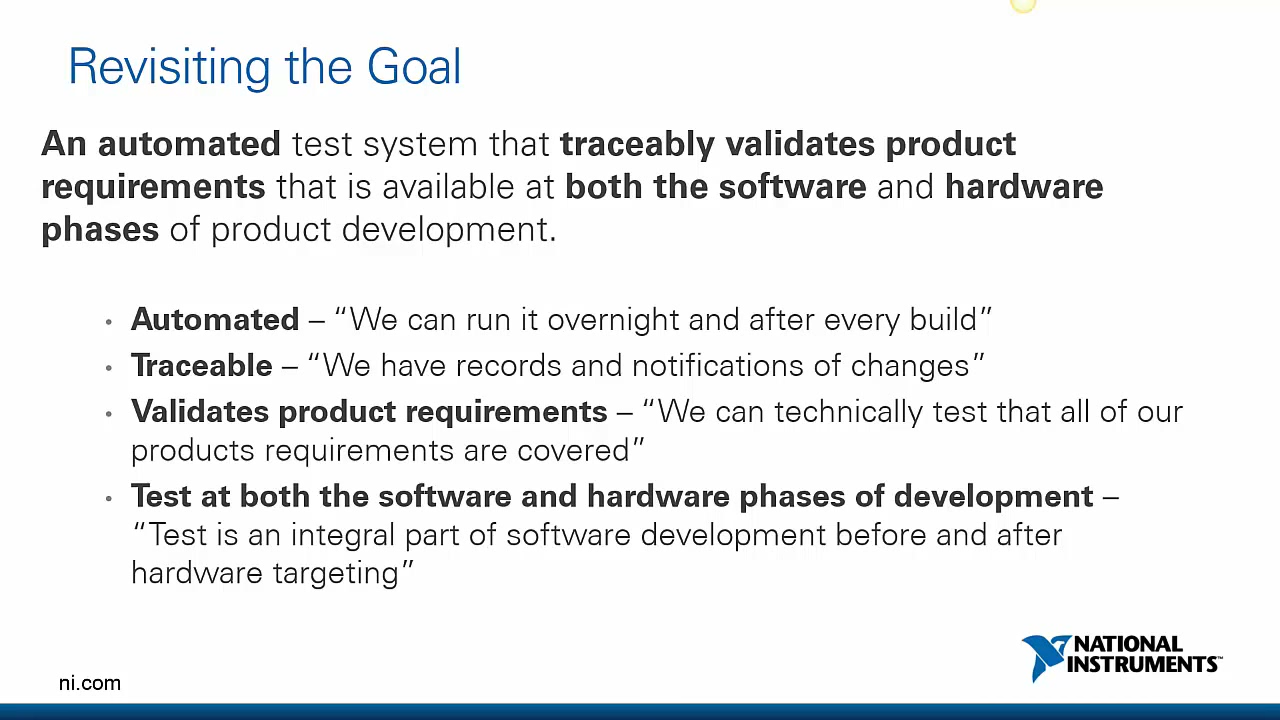 Revisiting the Goal
An automated test system that traceably validates product
requirements that is available at both the software and hardware
phases of product development.
• Automated – “We can run it overnight and after every build”
• Traceable – “We have records and notifications of changes”
• Validates product requirements – “We can technically test that all of our
products requirements are covered”
• Test at both the software and hardware phases of development –
“Test is an integral part of software development before and after
hardware targeting”
NATIONAL
INSTRUMENTS™
ni.com